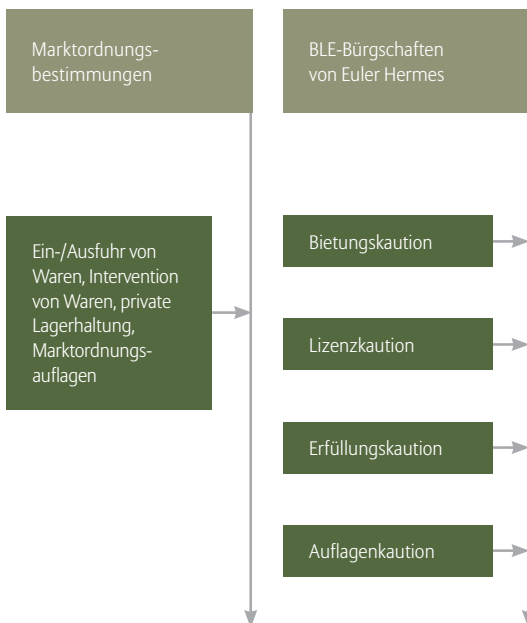 Marktordnungs-
bestimmungen
BLE-Bürgschaften
von Euler Hermes
Ein-/Ausfuhr von
Waren, Intervention
von Waren, private
Lagerhaltung,
Marktordnungs-
auflagen
Bietungskaution
Lizenzkaution
Erfüllungskaution
Auflagenkaution